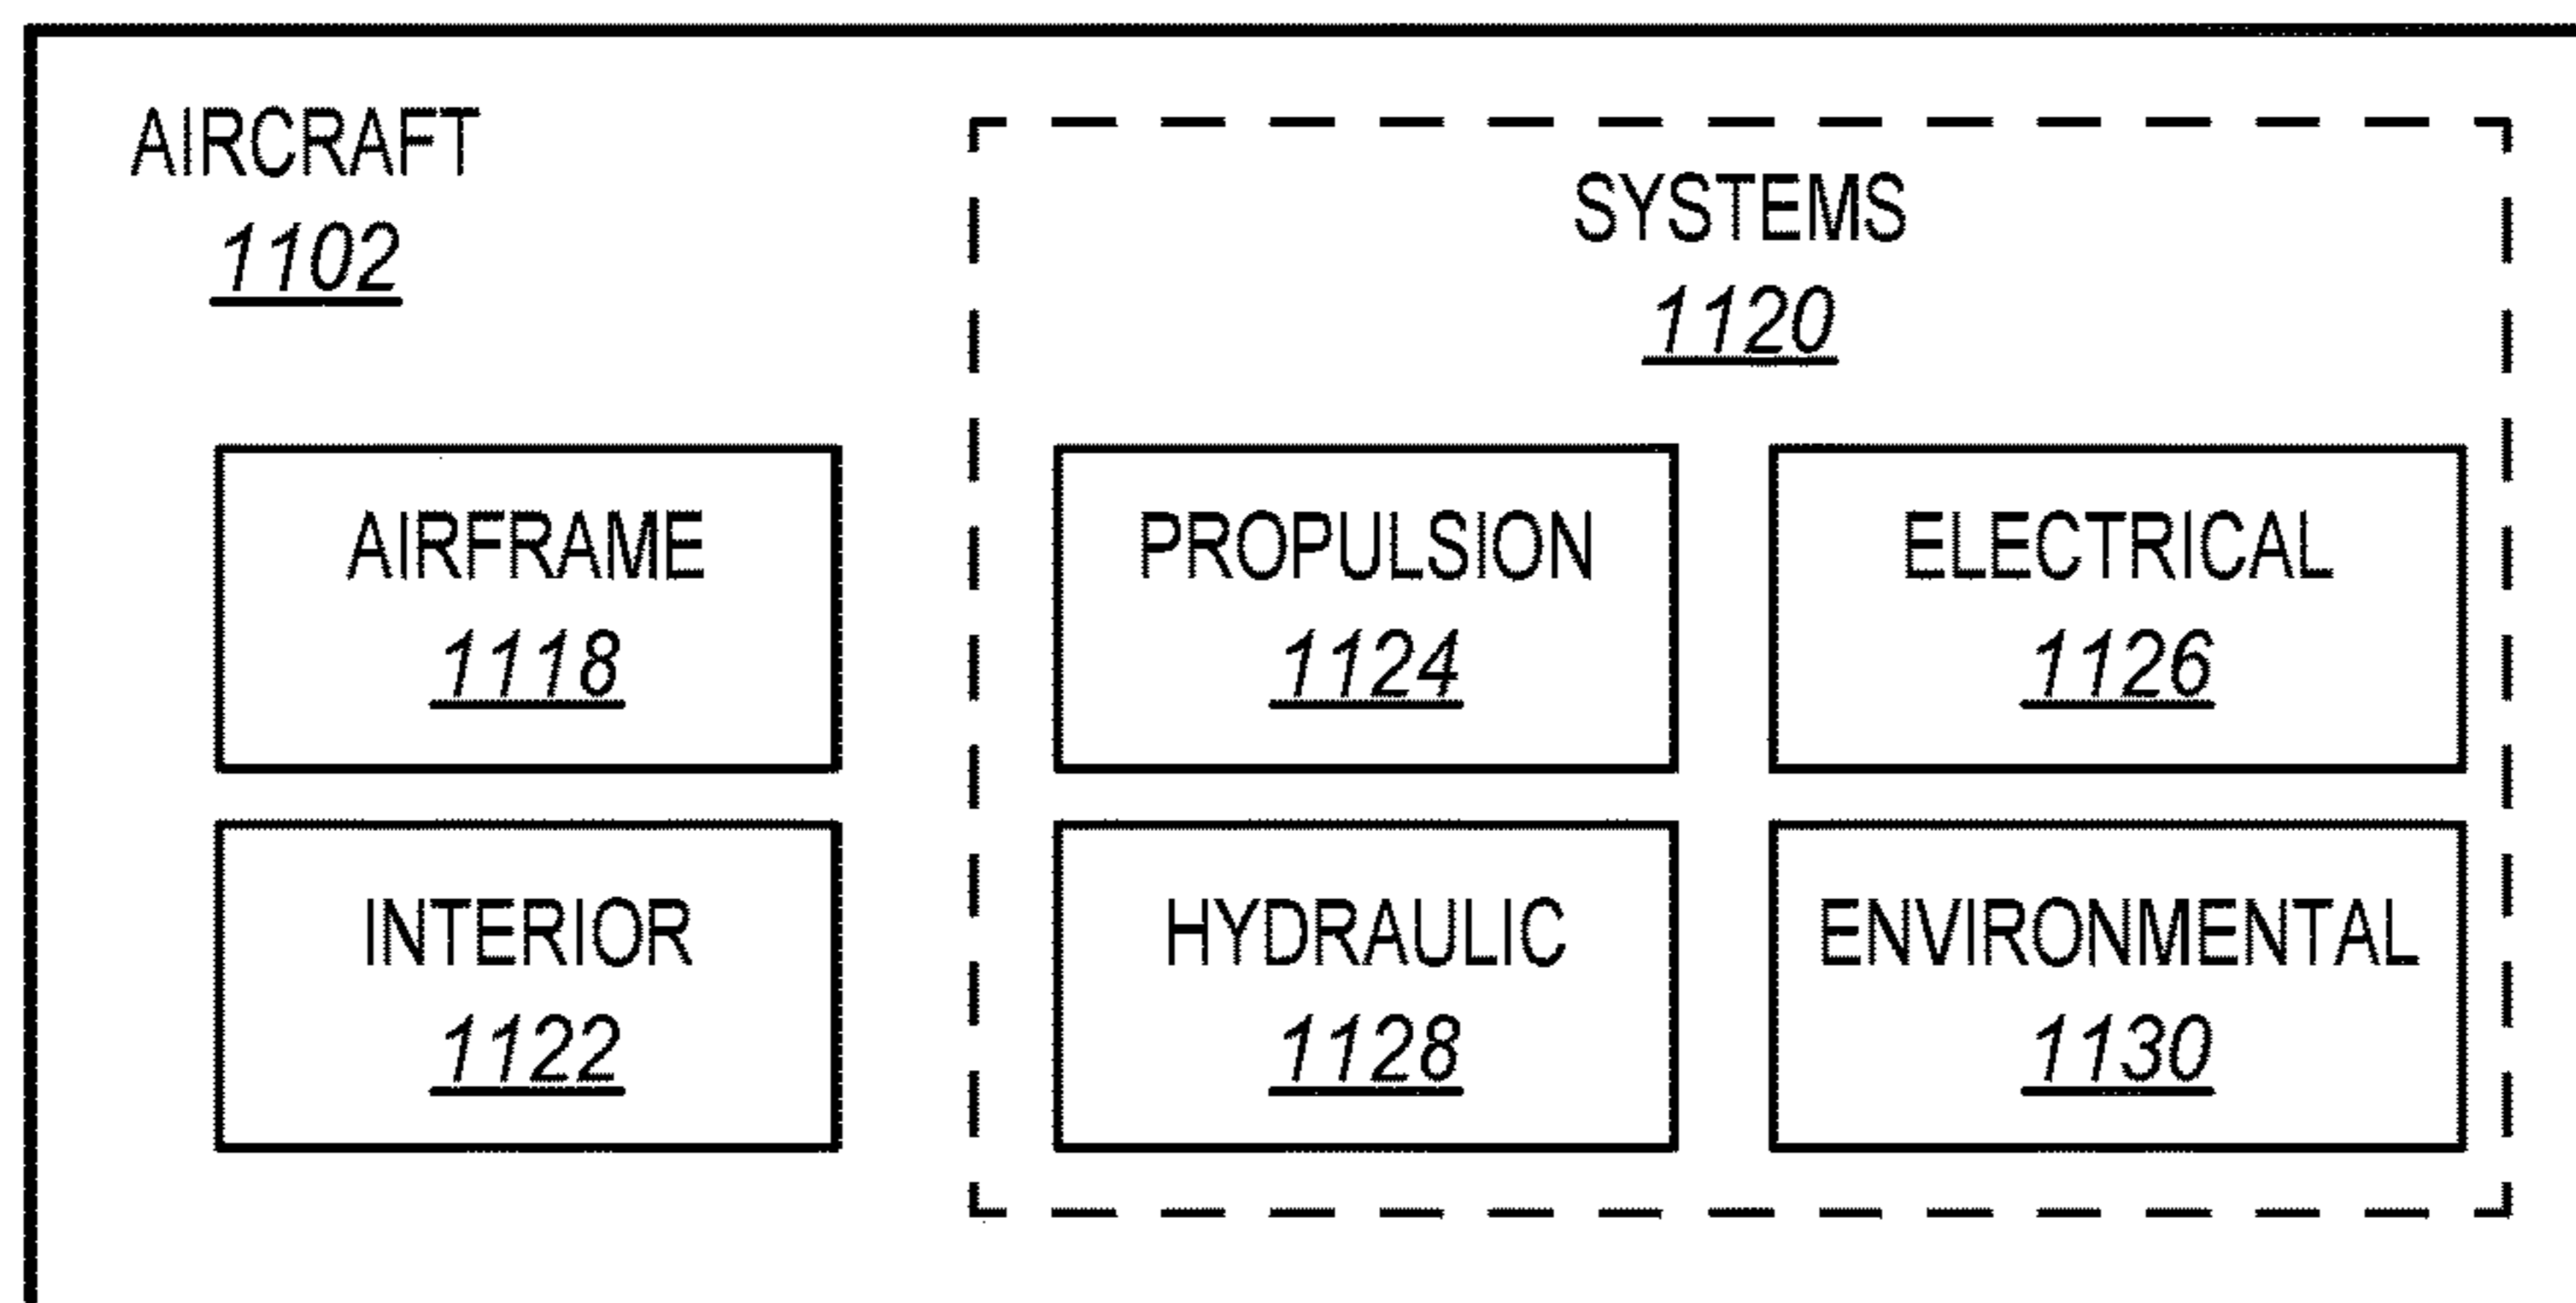 AIRCRAFT
1102
SYSTEMS
1120
AIRFRAME
1118
PROPULSION
1124
ELECTRICAL
1126
INTERIOR
1122
HYDRAULIC
1128
ENVIRONMENTAL
1130